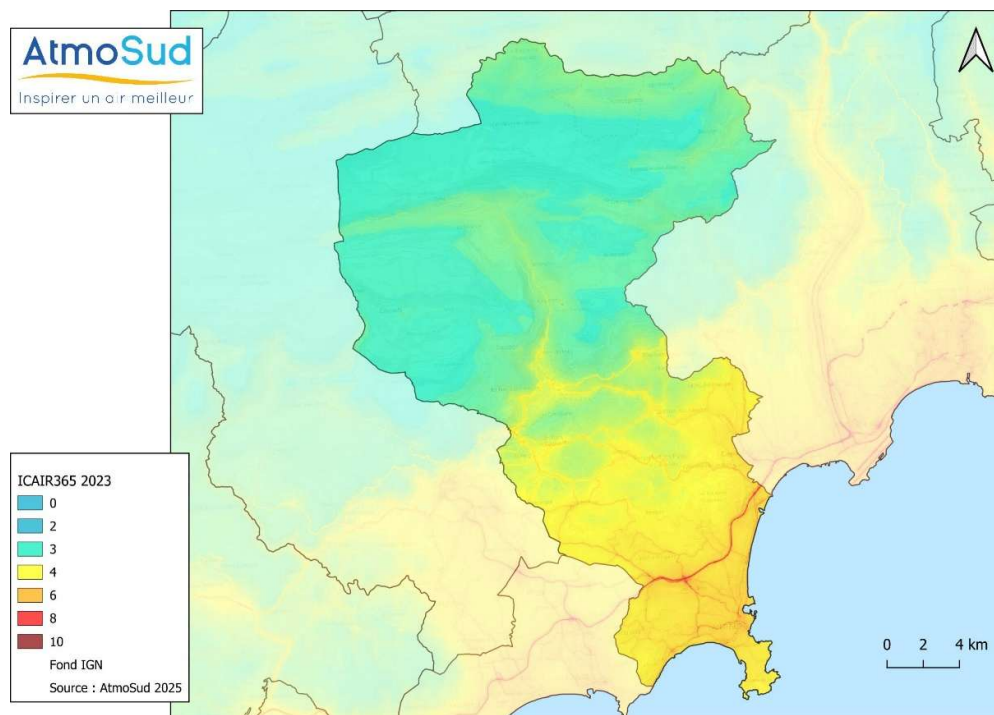 AtmoSud
Inspirer un air meilleur
ICAIR365 2023
0
2
3
4
6
8
10
Fond IGN
Source : AtmoSud 2025
0 2 4 km